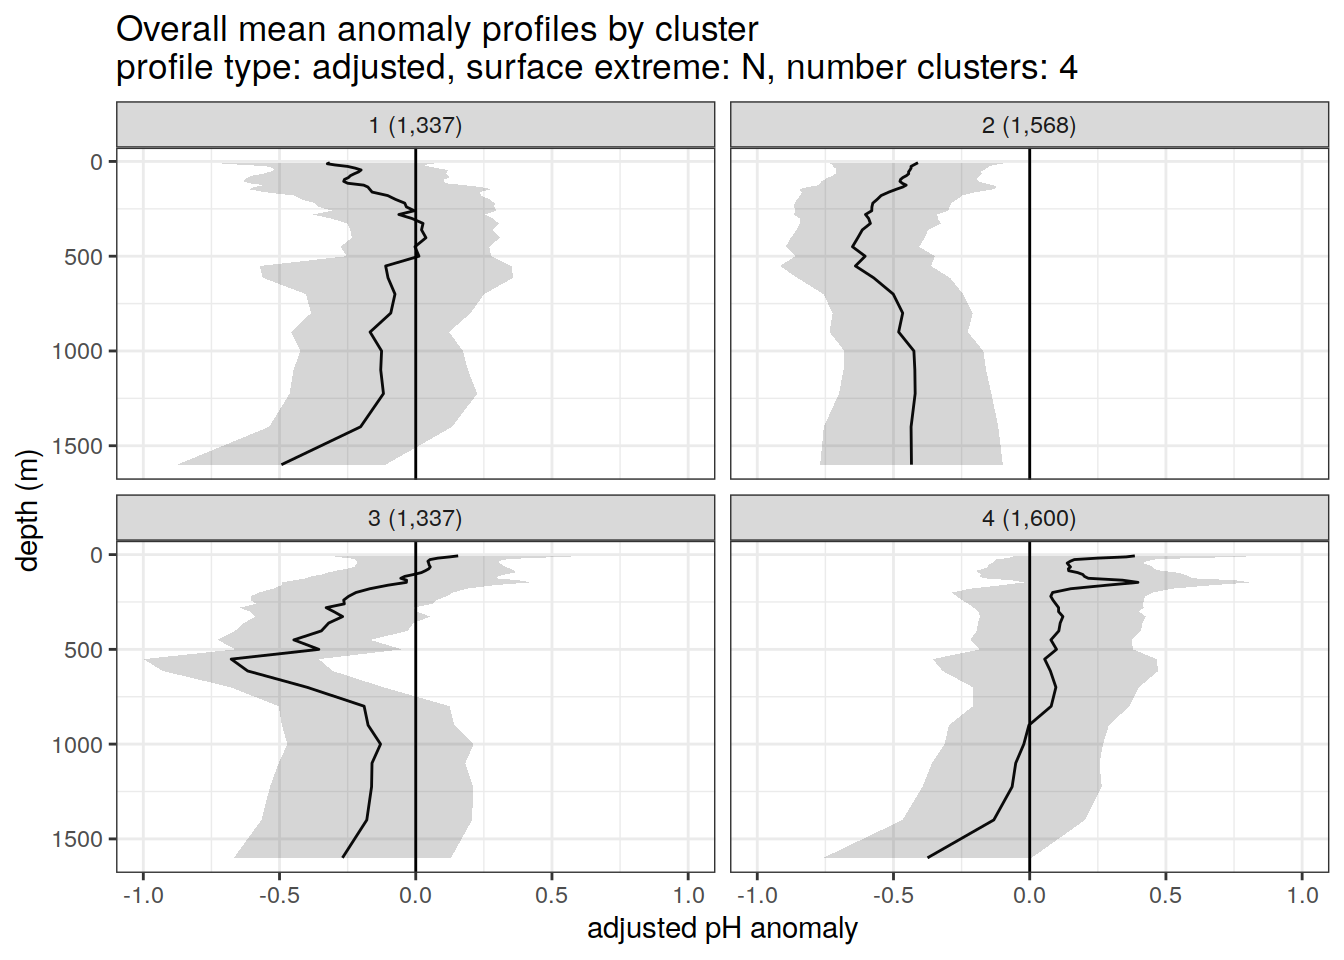 Overall mean anomaly profiles by cluster
profile type: adjusted, surface extreme: N, number clusters: 4
1 (1,337)
2 (1,568)
0
500
1000
1500
3 (1,337)
4 (1,600)
0
500
1000
1500
depth (m)
-1.0 -0.5 0.0 0.5 1.0
-1.0 -0.5 0.0 0.5 1.0
adjusted pH anomaly